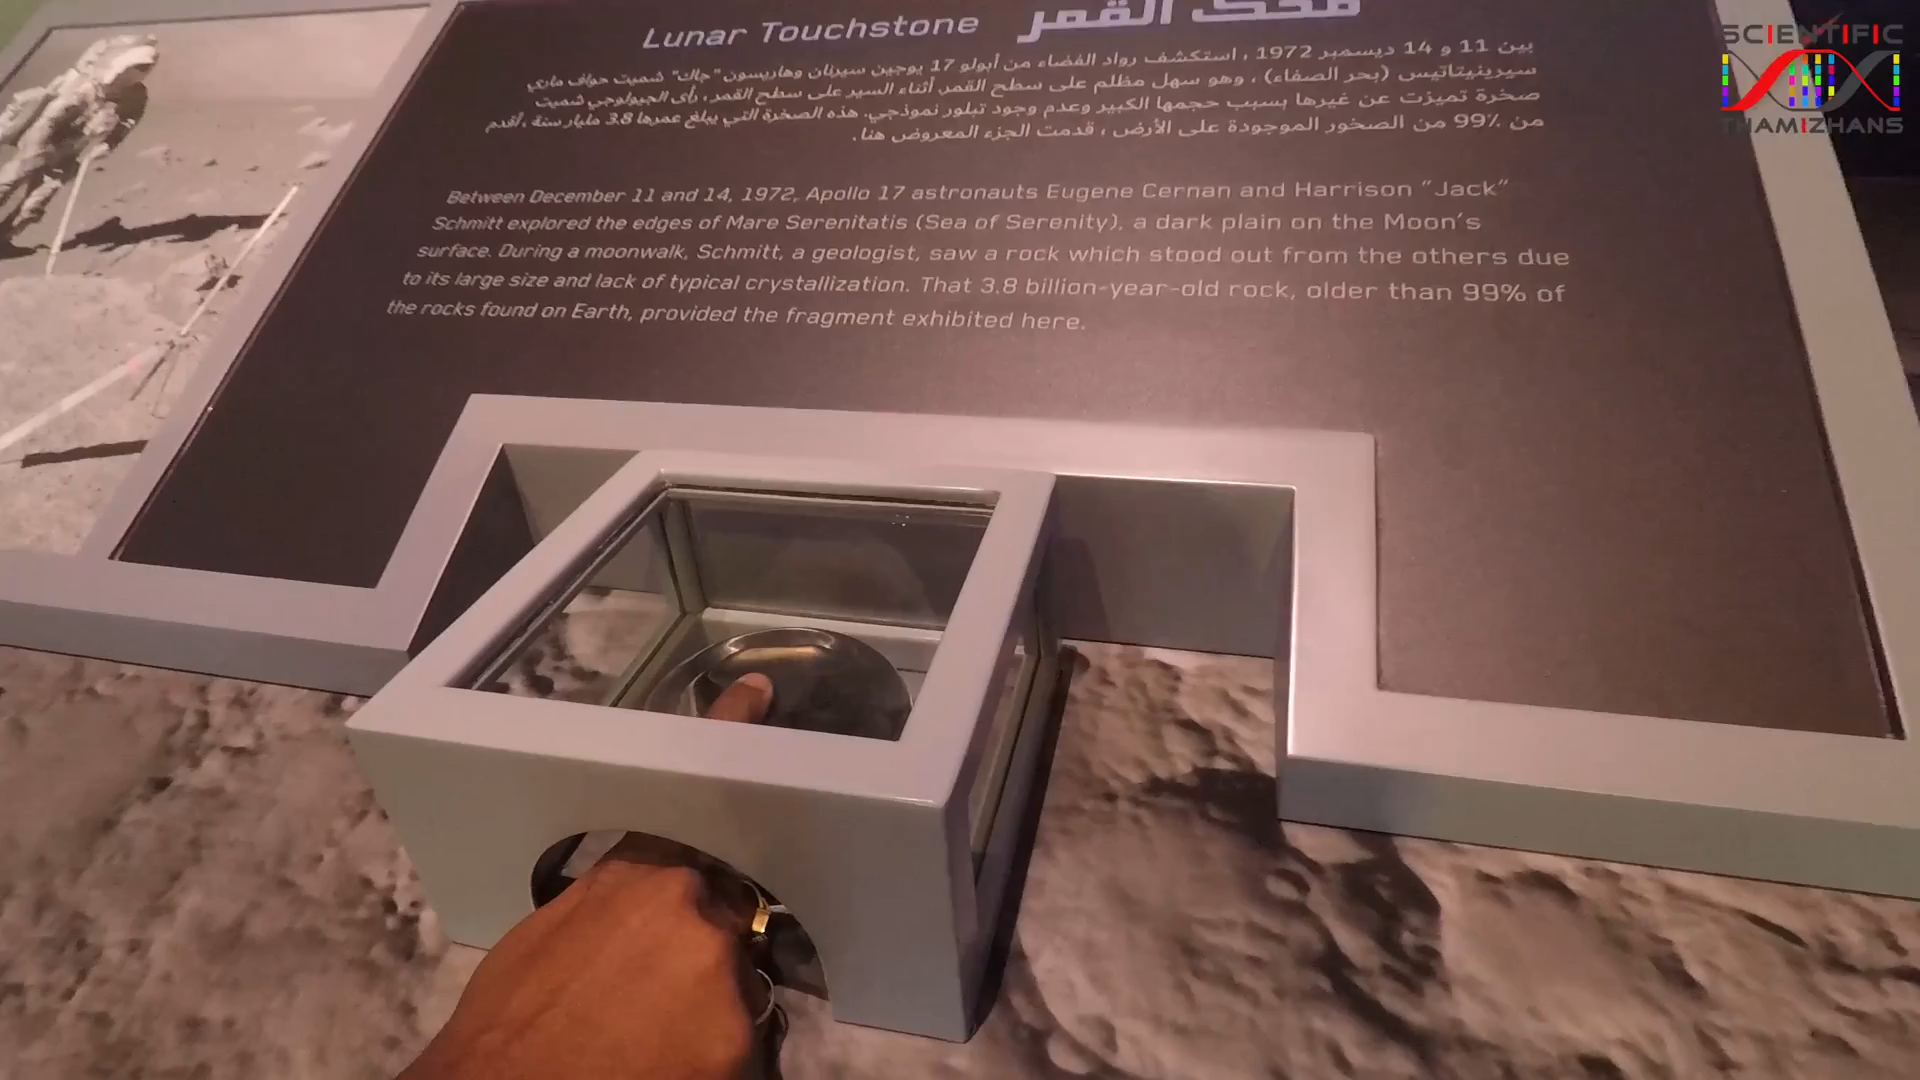 Lunar Touchstone محك القمر
بين 11 و 14 ديسمبر 1972 ، استكشف رواد الفضاء من أبولو 17 يوجين سيرنان وهاريسون "جاك" شميت حواف ماري
سيرينيتاتيس (بحر الصفاء) ، وهو سهل مظلم على سطح القمر. أثناء السير على سطح القمر ، رأى الجيولوجي شميت
صخرة تميزت عن غيرها بسبب حجمها الكبير وعدم وجود تبلور نموذجي. هذه الصخرة التي يبلغ عمرها 3.8 مليار سنة ، أقدم
من 99٪ من الصخور الموجودة على الأرض ، قدمت الجزء المعروض هنا.
Between December 11 and 14, 1972, Apollo 17 astronauts Eugene Cernan and Harrison "Jack"
Schmitt explored the edges of Mare Serenitatis (Sea of Serenity), a dark plain on the Moon's
surface. During a moonwalk, Schmitt, a geologist, saw a rock which stood out from the others due
to its large size and lack of typical crystallization. That 3.8 billion-year-old rock, older than 99% of
the rocks found on Earth, provided the fragment exhibited here.
SCIENTIFIC
THAMIZHANS